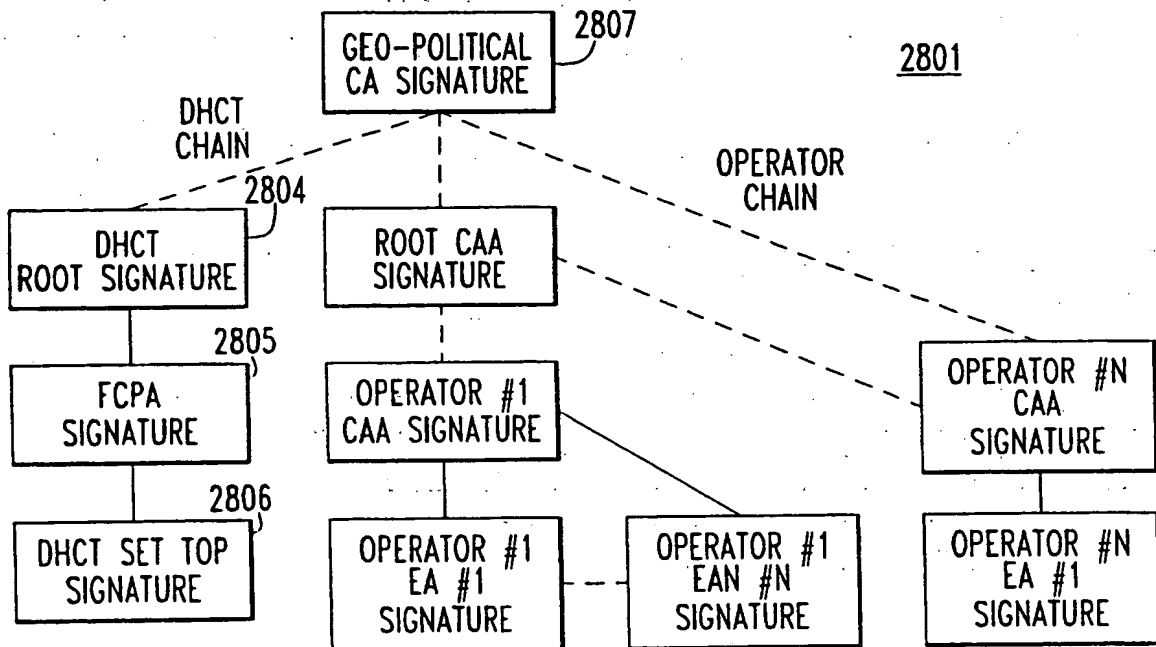 GEO-POLITICAL
CA SIGNATURE
2807
2801
DHCT
CHAIN
OPERATOR
CHAIN
2804
DHCT
ROOT SIGNATURE
ROOT CAA
SIGNATURE
2805
FCPA
SIGNATURE
OPERATOR #1
CAA SIGNATURE
OPERATOR #N
CAA
SIGNATURE
2806
DHCT SET TOP
SIGNATURE
OPERATOR #1
EA #1
SIGNATURE
OPERATOR #1
EAN #N
SIGNATURE
OPERATOR #N
EA #1
SIGNATURE